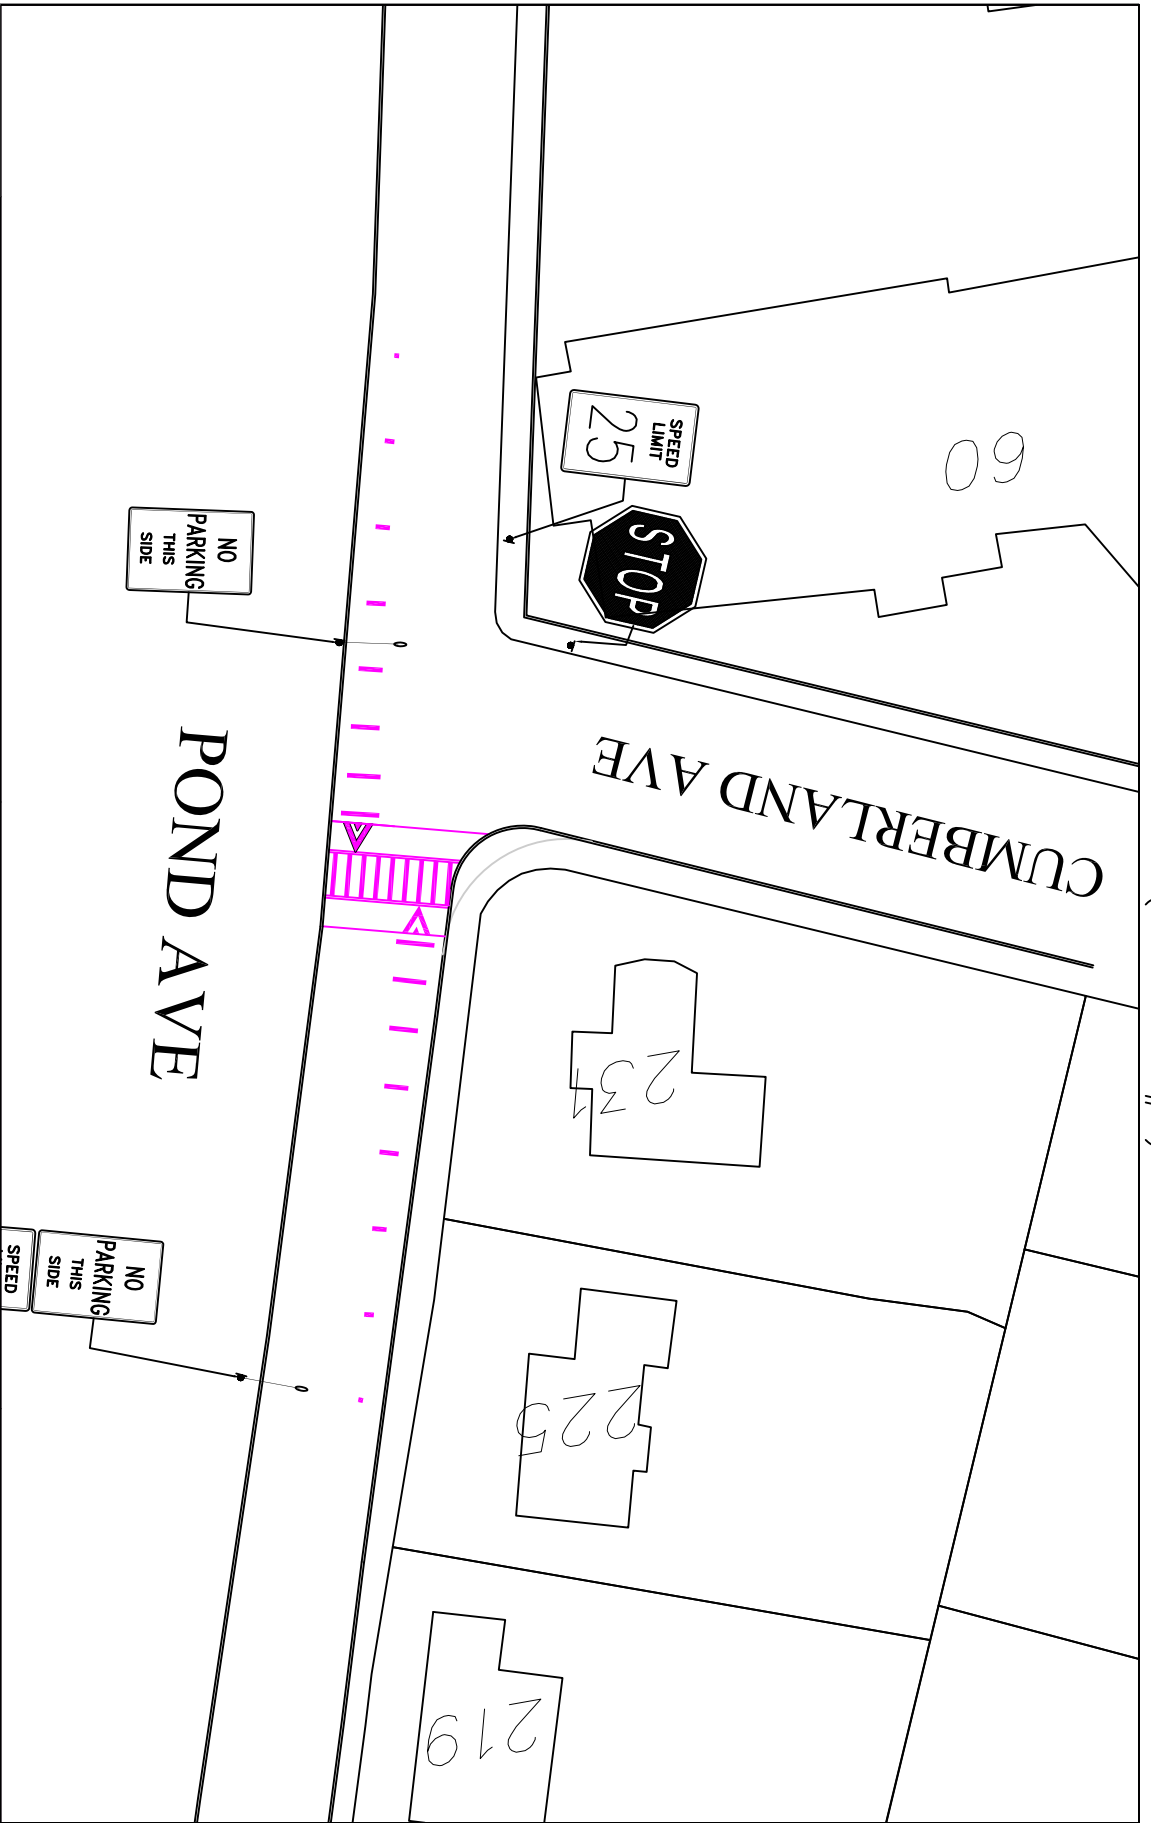 SPEED
LIMIT
25
60
STOP
NO
PARKING
THIS
SIDE
CUMBERLAND AVE
POND AVE
231
225
NO
PARKING
THIS
SIDE
SPEED
219